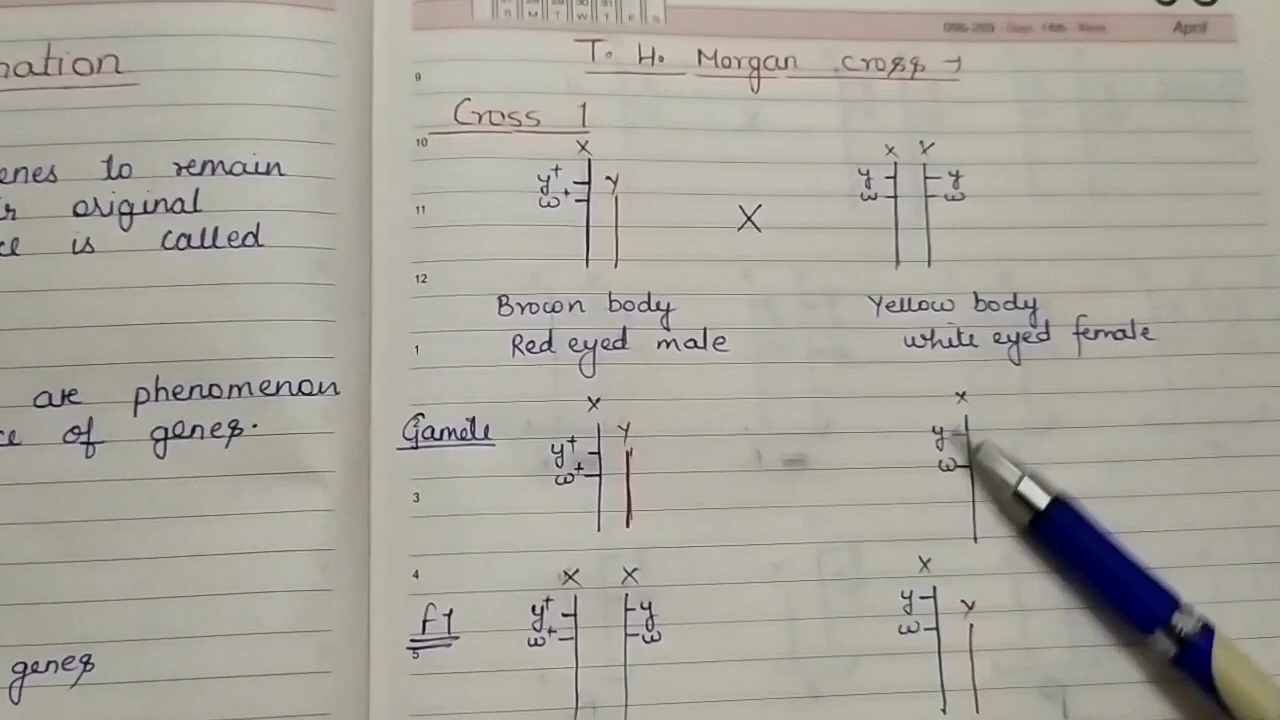 nation
enes to remain
original
is called
are phenomenon
of genes.
genes
R M T W T F S
April
T. H. Morgan cross →
9
Cross 1
10
X
y+ Y
w+
X
X X
y y
w w
11
12
Brown body
Red eyed male
Yellow body
white eyed female
1
Gamete
X
y+ Y
w+
X
y
w
3
4
F1
X X
y+ y
w+ w
X
y Y
w
5